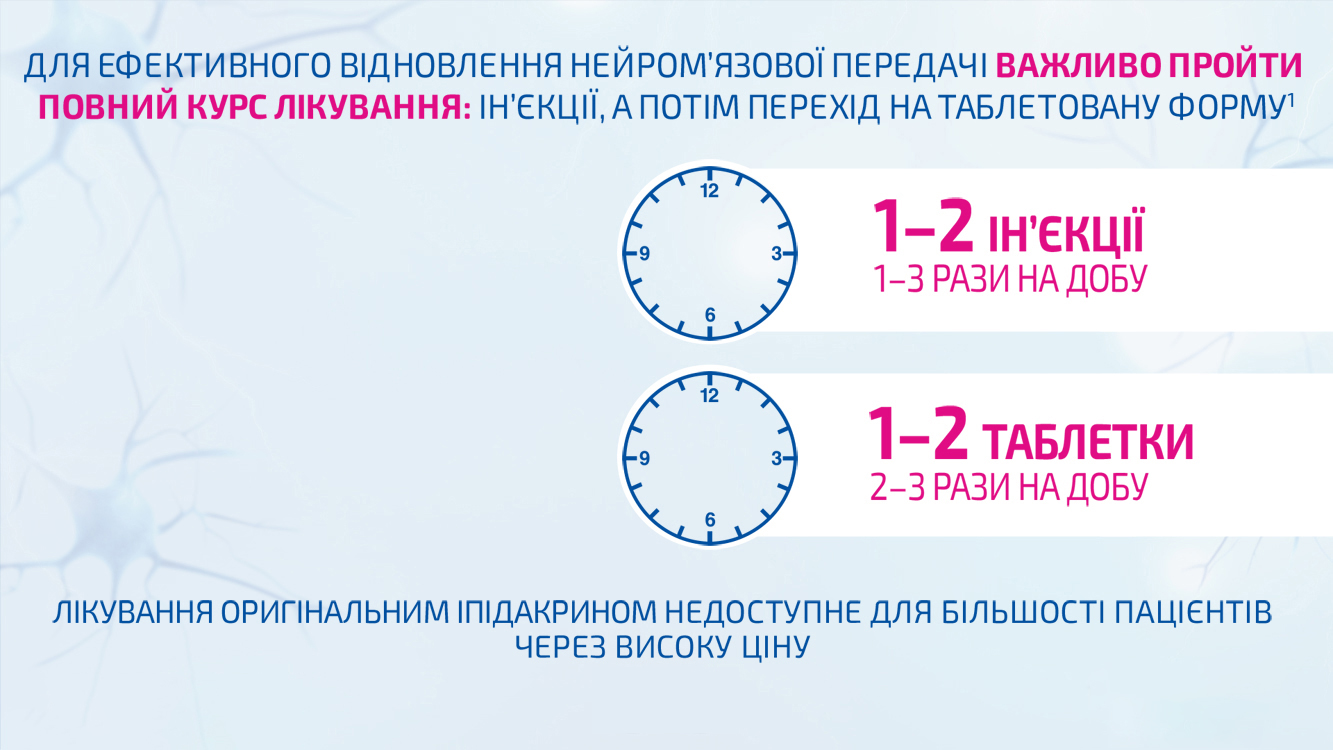 ДЛЯ ЕФЕКТИВНОГО ВІДНОВЛЕННЯ НЕЙРОМ’ЯЗОВОЇ ПЕРЕДАЧІ ВАЖЛИВО ПРОЙТИ
ПОВНИЙ КУРС ЛІКУВАННЯ: ІН’ЄКЦІЇ, А ПОТІМ ПЕРЕХІД НА ТАБЛЕТОВАНУ ФОРМУ¹
12
9 3
6
1–2 ІН’ЄКЦІЇ
1–3 РАЗИ НА ДОБУ
12
9 3
6
1–2 ТАБЛЕТКИ
2–3 РАЗИ НА ДОБУ
ЛІКУВАННЯ ОРИГІНАЛЬНИМ ІПІДАКРИНОМ НЕДОСТУПНЕ ДЛЯ БІЛЬШОСТІ ПАЦІЄНТІВ
ЧЕРЕЗ ВИСОКУ ЦІНУ